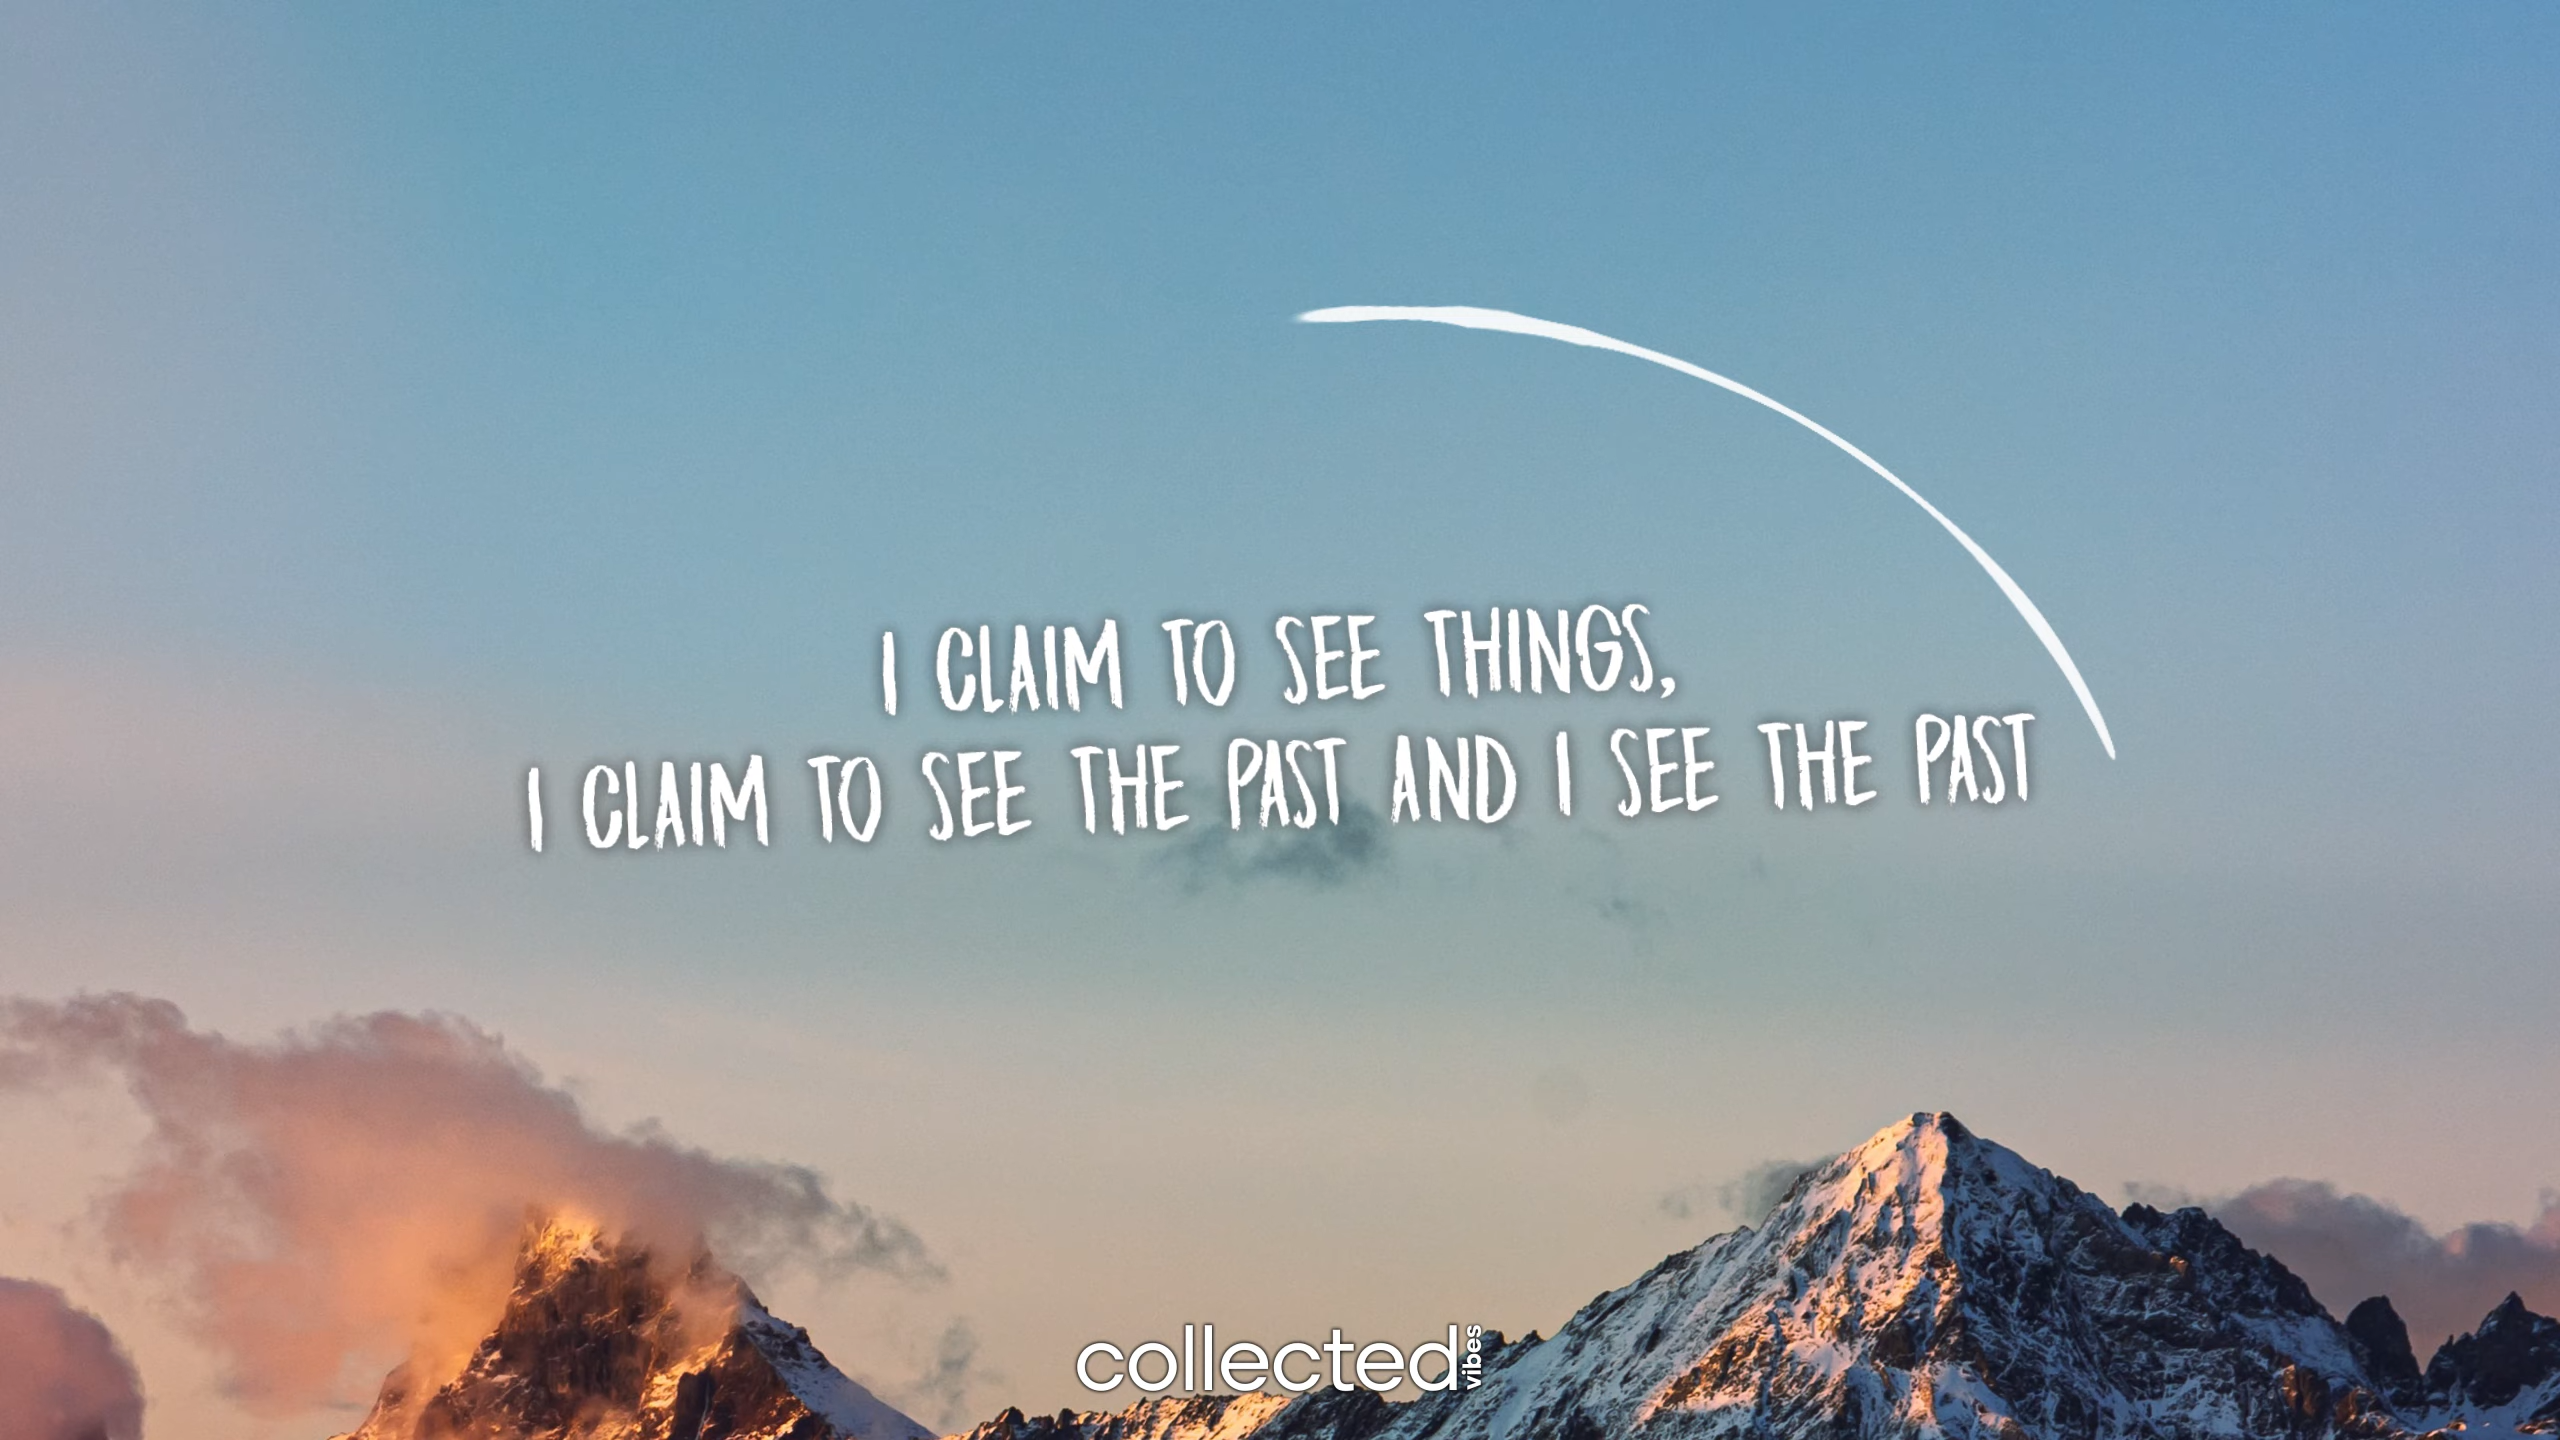 I CLAIM TO SEE THINGS,
I CLAIM TO SEE THE PAST AND I SEE THE PAST
collected vibes